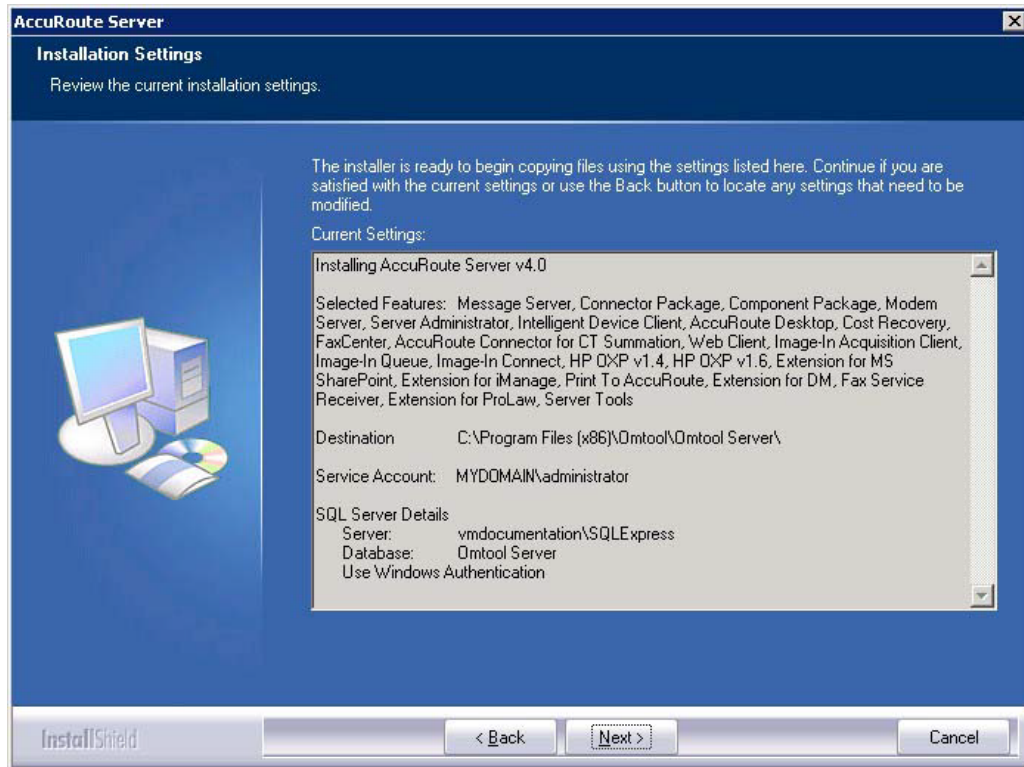 AccuRoute Server
Installation Settings
Review the current installation settings.
The installer is ready to begin copying files using the settings listed here. Continue if you are
satisfied with the current settings or use the Back button to locate any settings that need to be
modified.
Current Settings:
Installing AccuRoute Server v4.0
Selected Features: Message Server, Connector Package, Component Package, Modem
Server, Server Administrator, Intelligent Device Client, AccuRoute Desktop, Cost Recovery,
FaxCenter, AccuRoute Connector for CT Summation, Web Client, Image-In Acquisition Client,
Image-In Queue, Image-In Connect, HP OXP v1.4, HP OXP v1.6, Extension for MS
SharePoint, Extension for iManage, Print To AccuRoute, Extension for DM, Fax Service
Receiver, Extension for ProLaw, Server Tools
Destination C:\Program Files (x86)\Omtool\Omtool Server\
Service Account: MYDOMAIN\administrator
SQL Server Details
Server: vmdocumentation\SQLExpress
Database: Omtool Server
Use Windows Authentication
InstallShield
< Back
Next >
Cancel